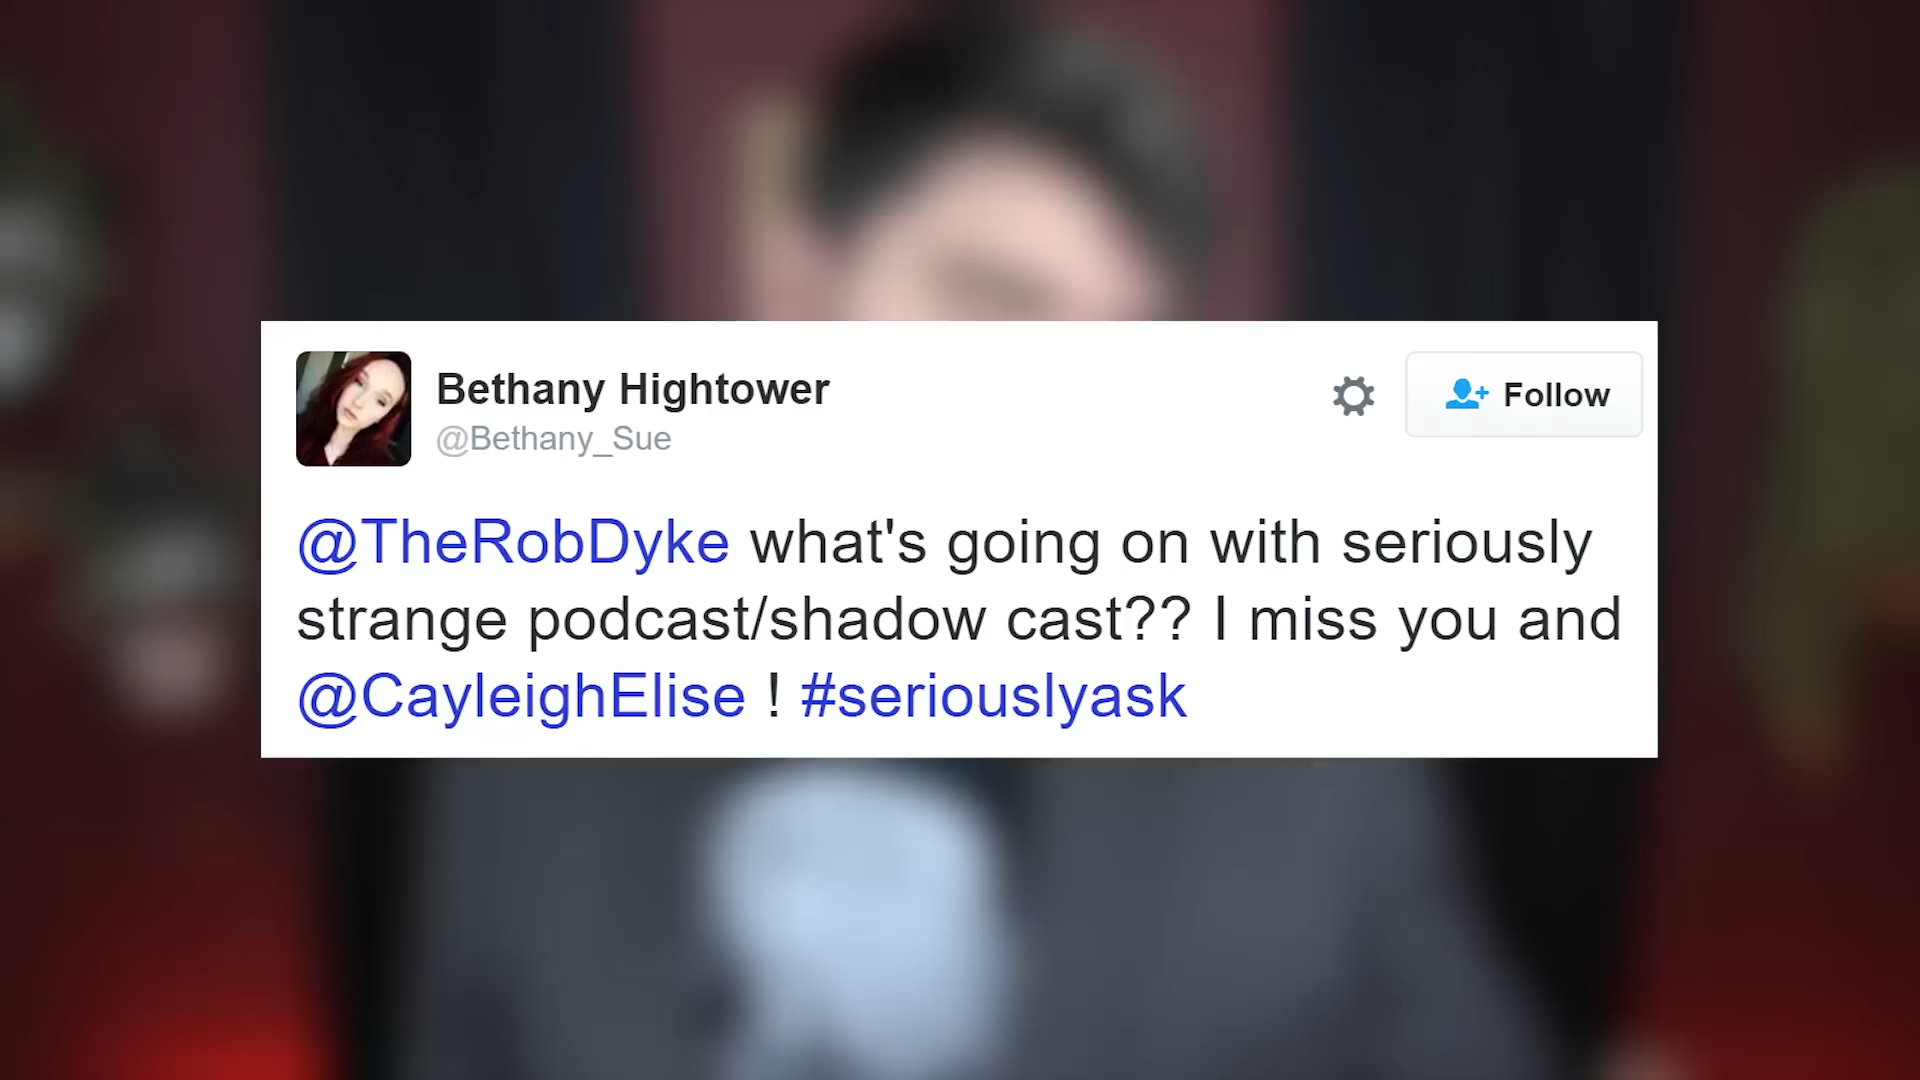 Bethany Hightower
@Bethany_Sue
Follow
@TheRobDyke what's going on with seriously
strange podcast/shadow cast?? I miss you and
@CayleighElise ! #seriouslyask